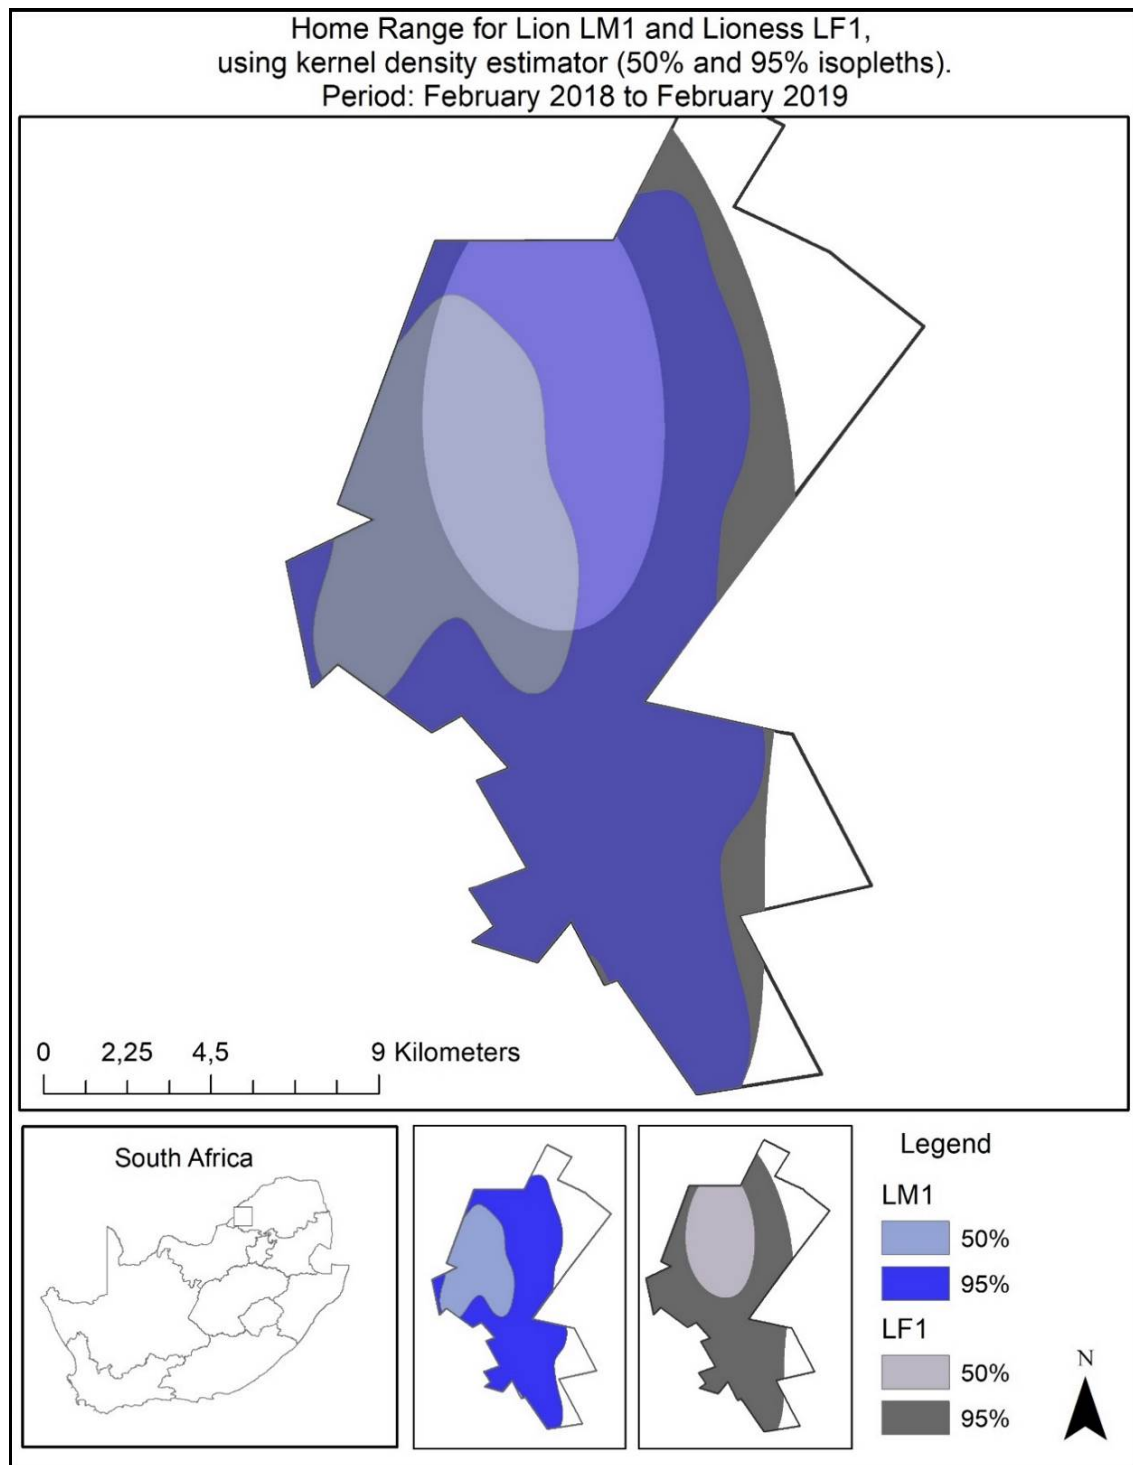 Home Range for Lion LM1 and Lioness LF1,
using kernel density estimator (50% and 95% isopleths).
Period: February 2018 to February 2019
0 2,25 4,5 9 Kilometers
South Africa
Legend
LM1
50%
95%
LF1
50%
95%
N